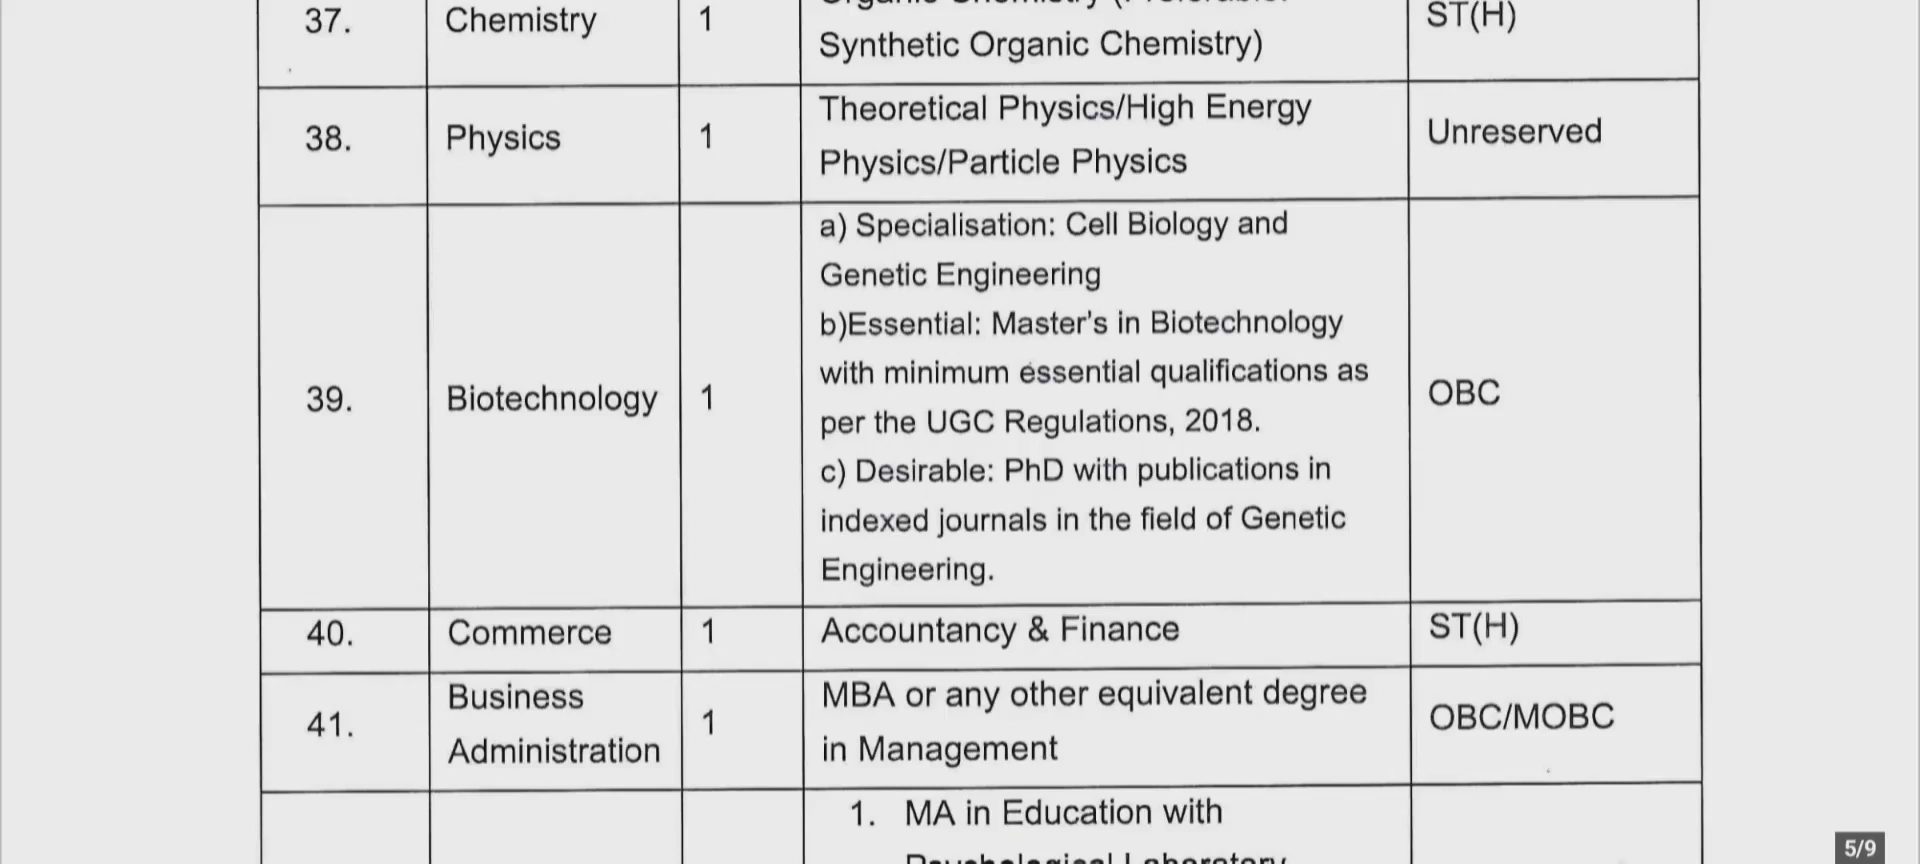 37.
Chemistry
1
Organic Chemistry
Synthetic Organic Chemistry)
ST(H)
38.
Physics
1
Theoretical Physics/High Energy
Physics/Particle Physics
Unreserved
39.
Biotechnology
1
a) Specialisation: Cell Biology and
Genetic Engineering
b)Essential: Master's in Biotechnology
with minimum essential qualifications as
per the UGC Regulations, 2018.
c) Desirable: PhD with publications in
indexed journals in the field of Genetic
Engineering.
OBC
40.
Commerce
1
Accountancy & Finance
ST(H)
41.
Business
Administration
1
MBA or any other equivalent degree
in Management
OBC/MOBC
1. MA in Education with
5/9